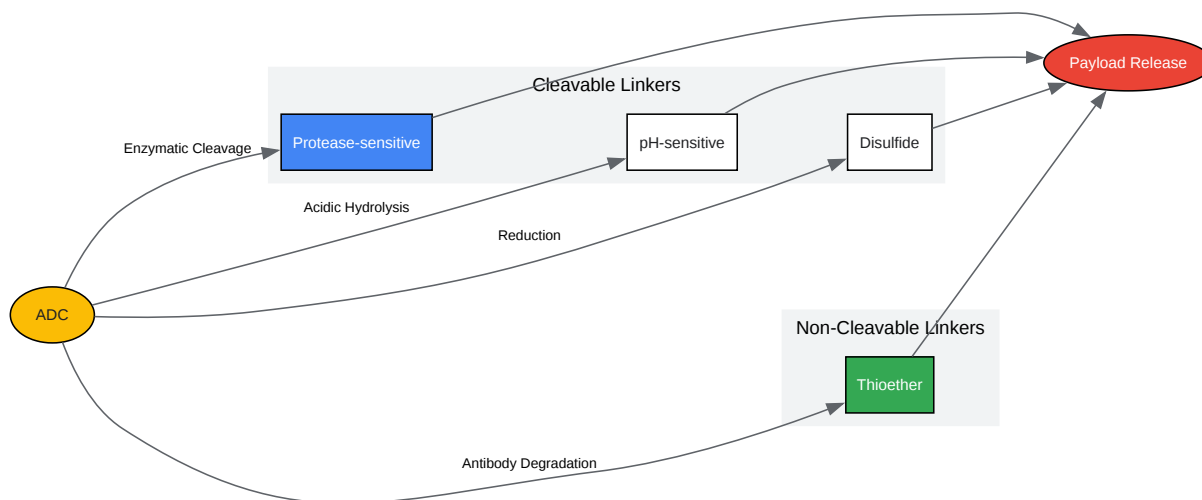 Payload Release
Cleavable Linkers
Protease-sensitive
pH-sensitive
Disulfide
Enzymatic Cleavage
Acidic Hydrolysis
Reduction
ADC
Non-Cleavable Linkers
Thioether
Antibody Degradation